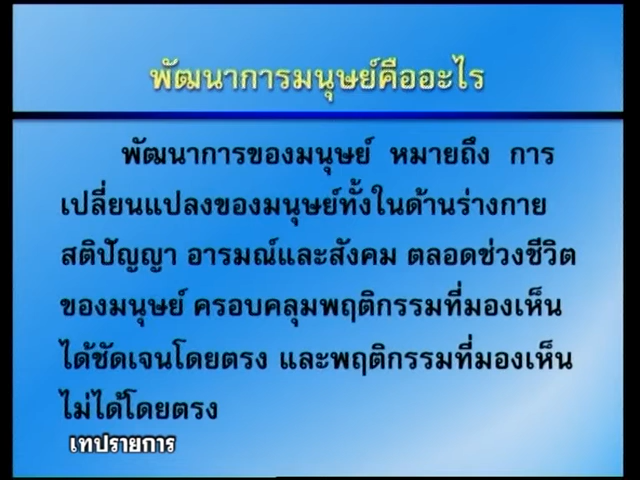 พัฒนาการมนุษย์คืออะไร
พัฒนาการของมนุษย์ หมายถึง การ
เปลี่ยนแปลงของมนุษย์ทั้งในด้านร่างกาย
สติปัญญา อารมณ์และสังคม ตลอดช่วงชีวิต
ของมนุษย์ ครอบคลุมพฤติกรรมที่มองเห็น
ได้ชัดเจนโดยตรง และพฤติกรรมที่มองเห็น
ไม่ได้โดยตรง
เทปรายการ